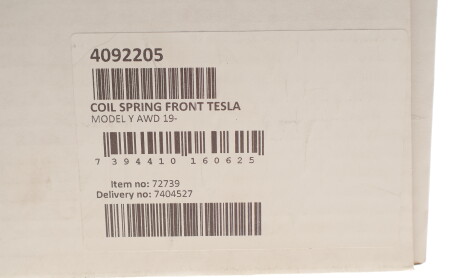 4092205
COIL SPRING FRONT TESLA
MODEL Y AWD 19-
7 394410 160625
Item no: 72739
Delivery no: 7404527